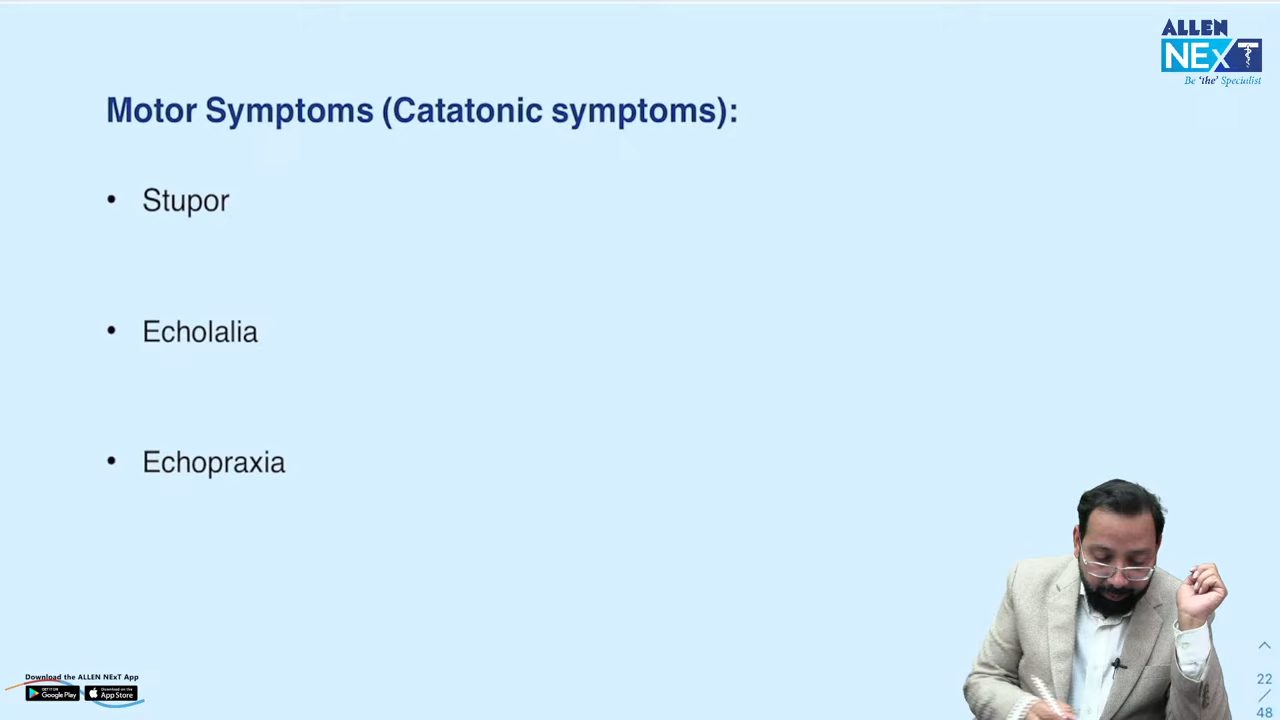 ALLEN
NExT
Be 'the' Specialist
Motor Symptoms (Catatonic symptoms):
• Stupor
• Echolalia
• Echopraxia
Download the ALLEN NExT App
GET IT ON
Google Play
Download on the
App Store
22
/
48